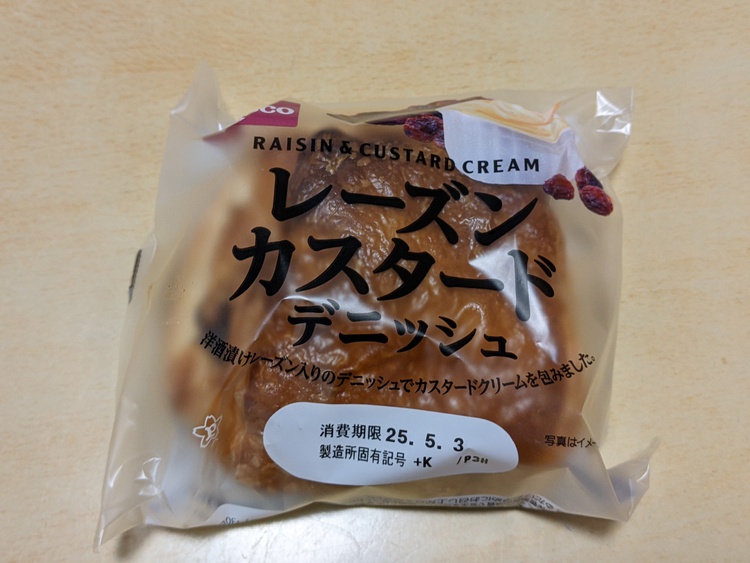 CO
RAISIN & CUSTARD CREAM
レーズン
カスタード
デニッシュ
洋酒漬けレーズン入りのデニッシュでカスタードクリームを包みました。
消費期限 25. 5. 3
製造所固有記号 +K /P3H
写真はイメ